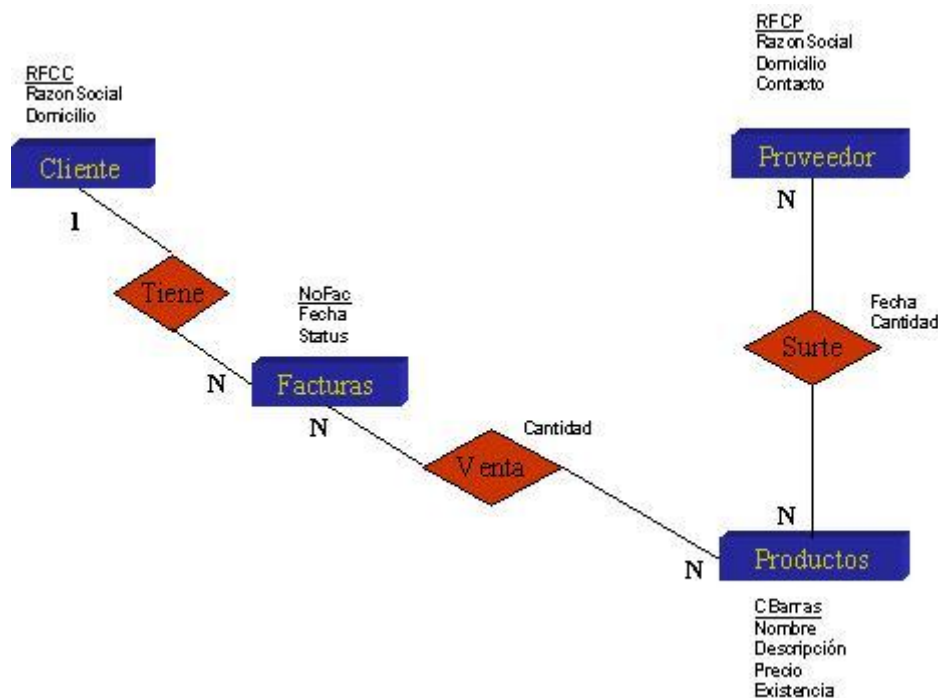 RFCC
Razon Social
Domicilio
Cliente
1
Tiene
N
NoFac
Fecha
Status
Facturas
N
Cantidad
Venta
N
RFCP
Razon Social
Domicilio
Contacto
Proveedor
N
Fecha
Cantidad
Surte
N
Productos
CBarras
Nombre
Descripción
Precio
Existencia